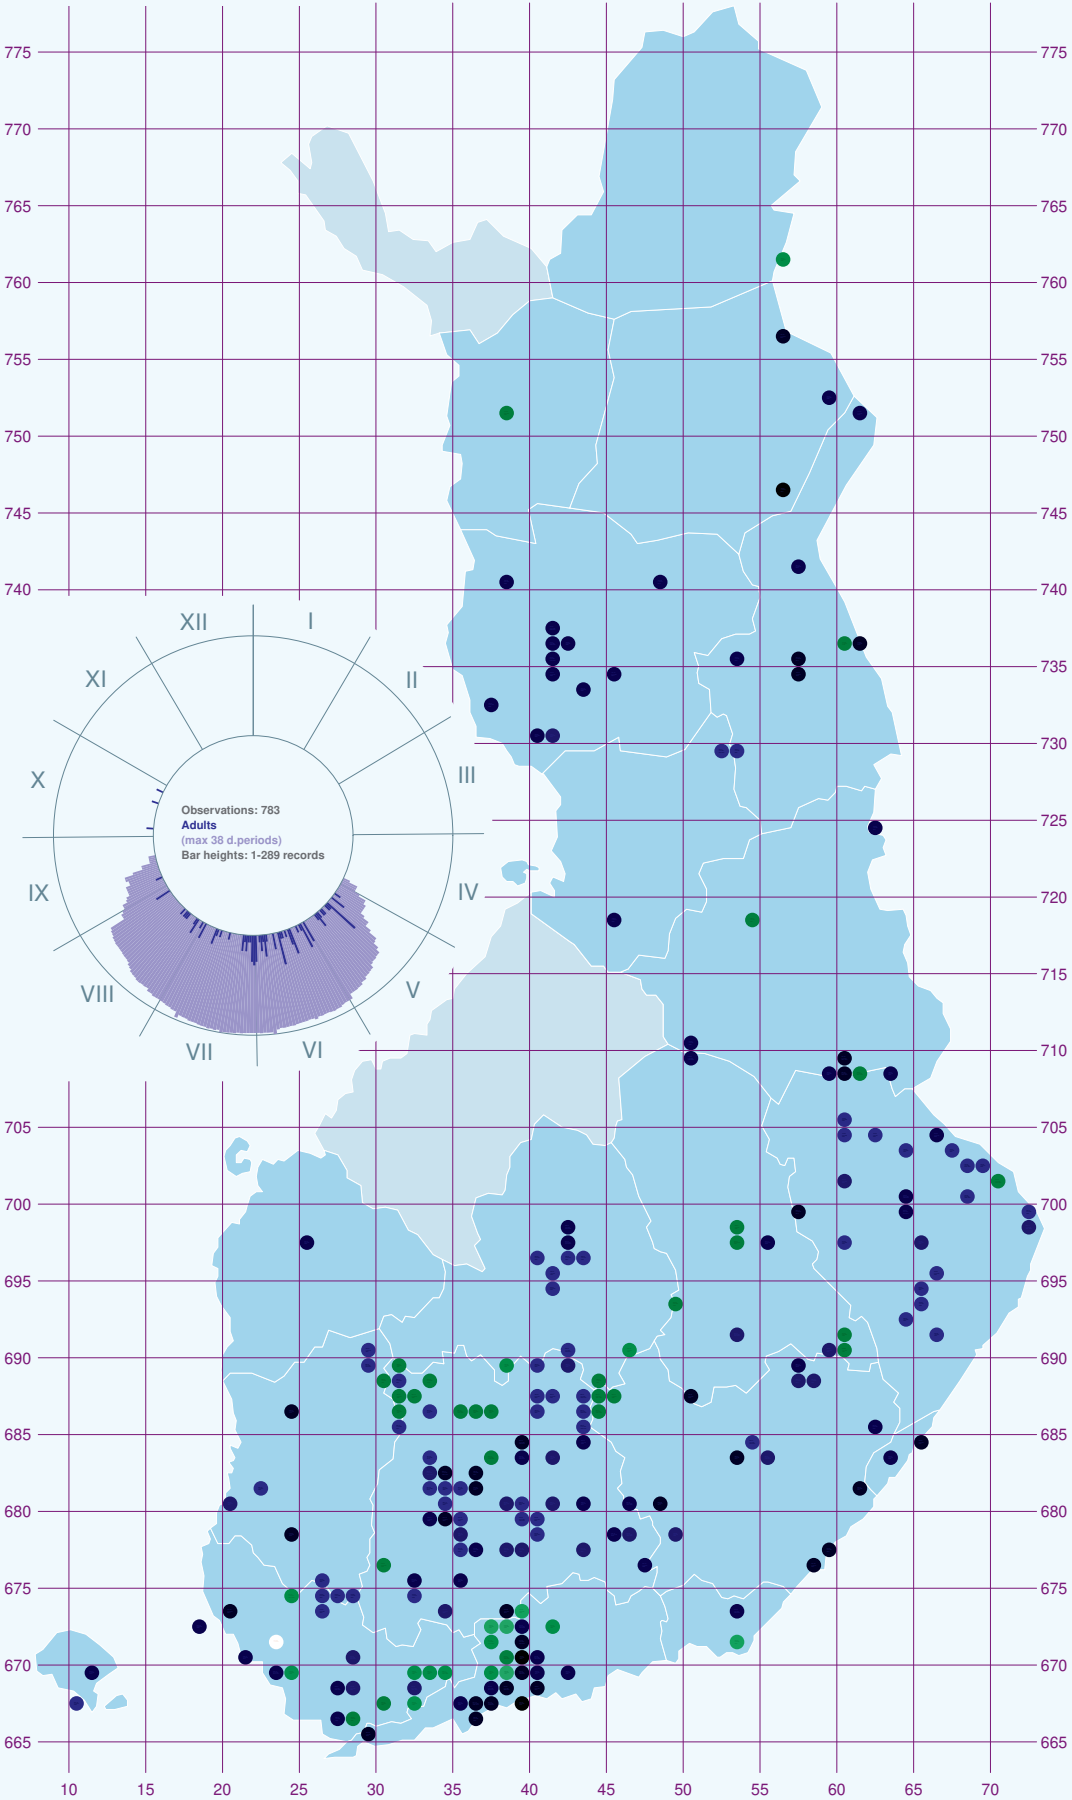 775 775
770 770
765 765
760 760
755 755
750 750
745 745
740 740
XII I
XI II
735 735
730 730
X III
Observations: 783
Adults
(max 38 d.periods)
Bar heights: 1-289 records
725 725
IX IV
720 720
715 715
VIII V
VII VI
710 710
705 705
700 700
695 695
690 690
685 685
680 680
675 675
670 670
665 665
10 15 20 25 30 35 40 45 50 55 60 65 70